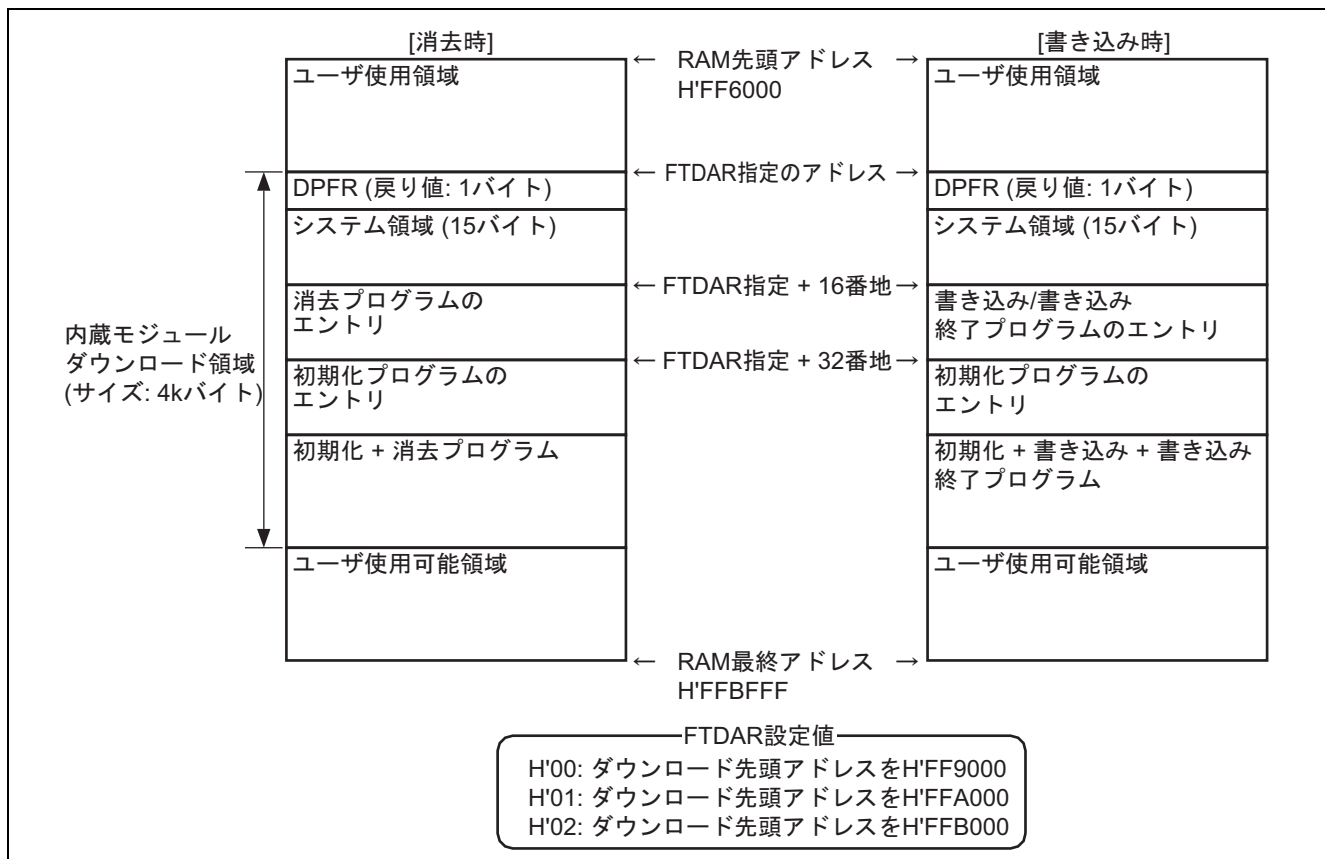 [消去時]
ユーザ使用領域
DPFR (戻り値: 1バイト)
システム領域 (15バイト)
消去プログラムの
エントリ
初期化プログラムの
エントリ
初期化 + 消去プログラム
ユーザ使用可能領域
内蔵モジュール
ダウンロード領域
(サイズ: 4kバイト)
← RAM先頭アドレス →
H'FF6000
← FTDAR指定のアドレス →
← FTDAR指定 + 16番地→
← FTDAR指定 + 32番地→
← RAM最終アドレス →
H'FFBFFF
[書き込み時]
ユーザ使用領域
DPFR (戻り値: 1バイト)
システム領域 (15バイト)
書き込み/書き込み
終了プログラムのエントリ
初期化プログラムの
エントリ
初期化 + 書き込み + 書き込み
終了プログラム
ユーザ使用可能領域
FTDAR設定値
H'00: ダウンロード先頭アドレスをH'FF9000
H'01: ダウンロード先頭アドレスをH'FFA000
H'02: ダウンロード先頭アドレスをH'FFB000